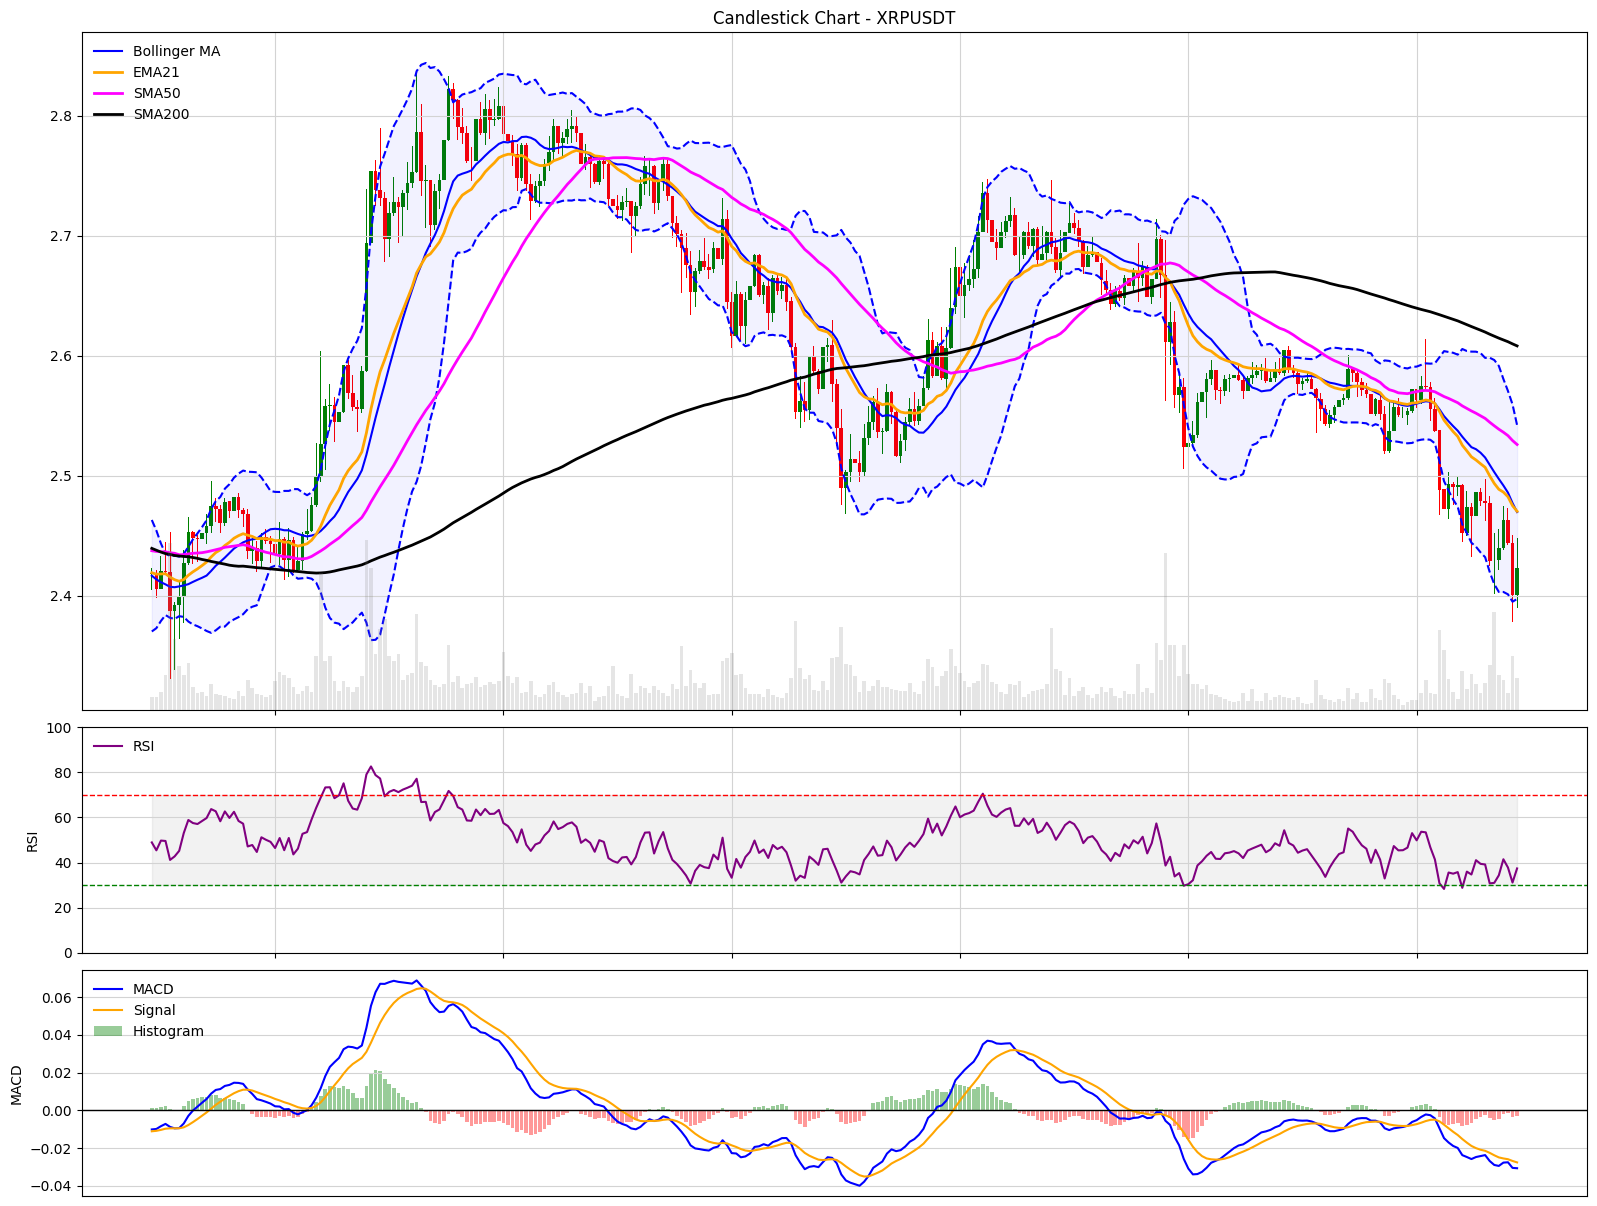 Candlestick Chart - XRPUSDT
Bollinger MA
EMA21
SMA50
SMA200
2.8
2.7
2.6
2.5
2.4
100
80
60
40
20
0
RSI
RSI
0.06
0.04
0.02
0.00
−0.02
−0.04
MACD
MACD
Signal
Histogram